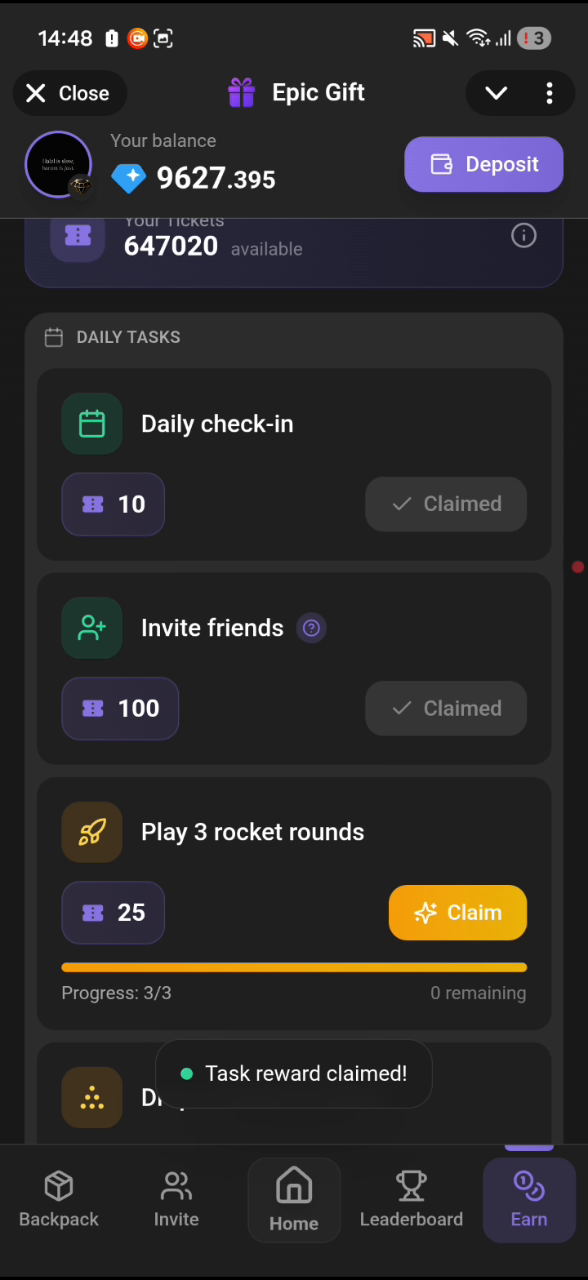 14:48
3
Close
Epic Gift
Your balance
9627.395
Deposit
Your Tickets
647020 available
DAILY TASKS
Daily check-in
10
Claimed
Invite friends
100
Claimed
Play 3 rocket rounds
25
Claim
Progress: 3/3
0 remaining
Task reward claimed!
Backpack
Invite
Home
Leaderboard
Earn